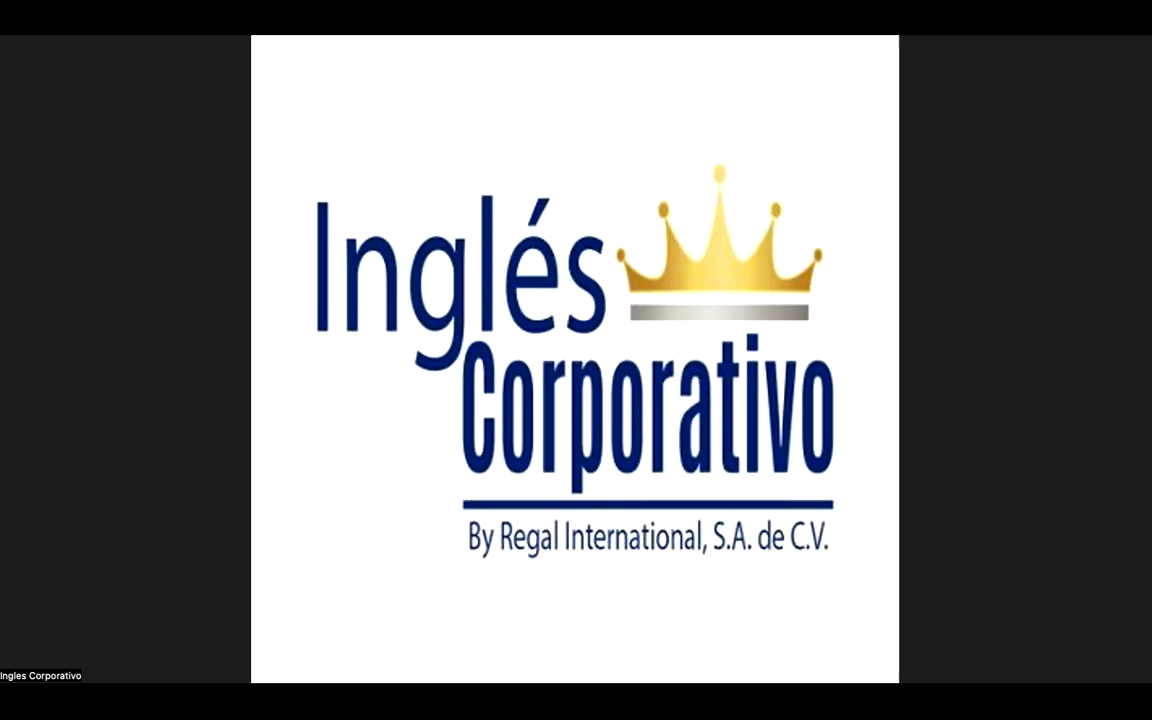 Inglés
Corporativo
By Regal International, S.A. de C.V.
Ingles Corporativo